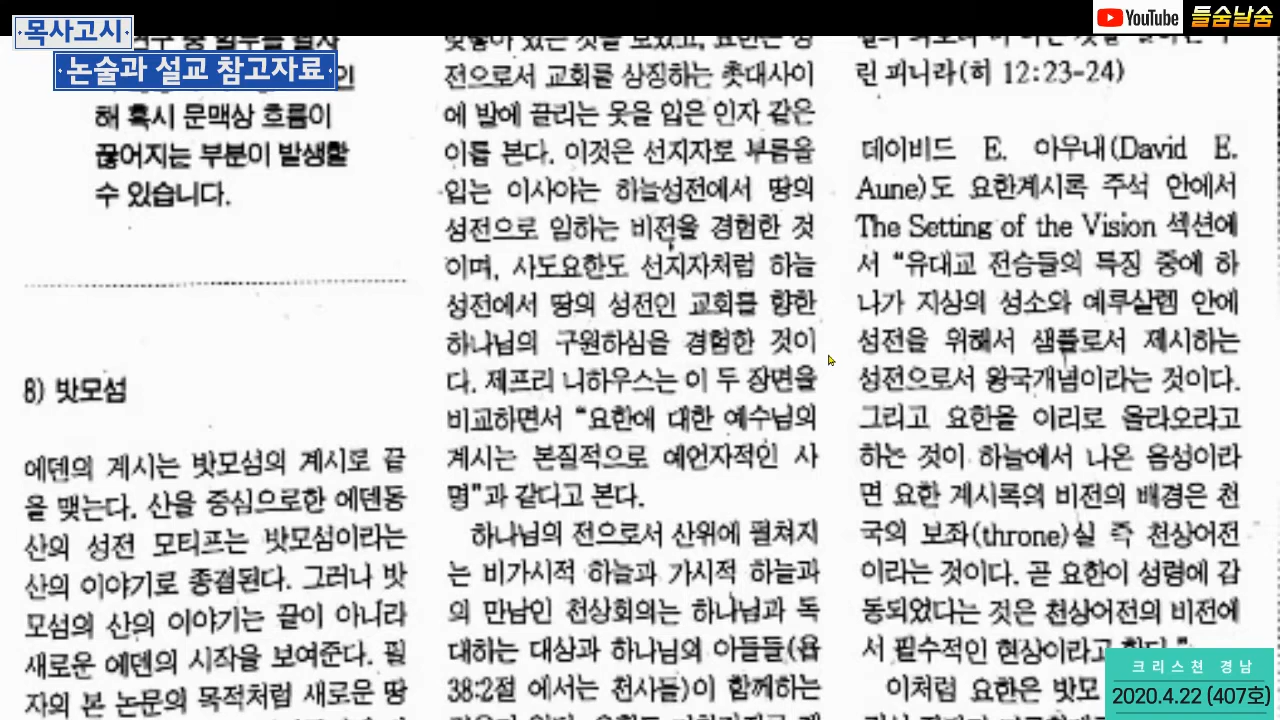 목사고시
논술과 설교 참고자료
YouTube
들숨날숨
해 혹시 문맥상 흐름이
끊어지는 부분이 발생할
수 있습니다.
8) 밧모섬
에덴의 계시는 밧모섬의 계시로 끝
을 맺는다. 산을 중심으로한 에덴동
산의 성전 모티프는 밧모섬이라는
산의 이야기로 종결된다. 그러나 밧
모섬의 산의 이야기는 끝이 아니라
새로운 에덴의 시작을 보여준다. 필
자의 본 논문의 목적처럼 새로운 땅
맞닿아 있는 것을 보았고, 요한은 성
전으로서 교회를 상징하는 촛대사이
에 발에 끌리는 옷을 입은 인자 같은
이를 본다. 이것은 선지자로 부름을
입는 이사야는 하늘성전에서 땅의
성전으로 임하는 비전을 경험한 것
이며, 사도요한도 선지자처럼 하늘
성전에서 땅의 성전인 교회를 향한
하나님의 구원하심을 경험한 것이
다. 제프리 니하우스는 이 두 장면을
비교하면서 “요한에 대한 예수님의
계시는 본질적으로 예언자적인 사
명”과 같다고 본다.
하나님의 전으로서 산위에 펼쳐지
는 비가시적 하늘과 가시적 하늘과
의 만남인 천상회의는 하나님과 독
대하는 대상과 하나님의 아들들(욥
38:2절 에서는 천사들)이 함께하는
린 피니라(히 12:23-24)
데이비드 E. 아우내(David E.
Aune)도 요한계시록 주석 안에서
The Setting of the Vision 섹션에
서 “유대교 전승들의 특징 중에 하
나가 지상의 성소와 예루살렘 안에
성전을 위해서 샘플로서 제시하는
성전으로서 왕국개념이라는 것이다.
그리고 요한을 이리로 올라오라고
하는 것이 하늘에서 나온 음성이라
면 요한 계시록의 비전의 배경은 천
국의 보좌(throne)실 즉 천상어전
이라는 것이다. 곧 요한이 성령에 감
동되었다는 것은 천상어전의 비전에
서 필수적인 현상이라고 한다.”
이처럼 요한은 밧모
크리스천 경남
2020.4.22 (407호)